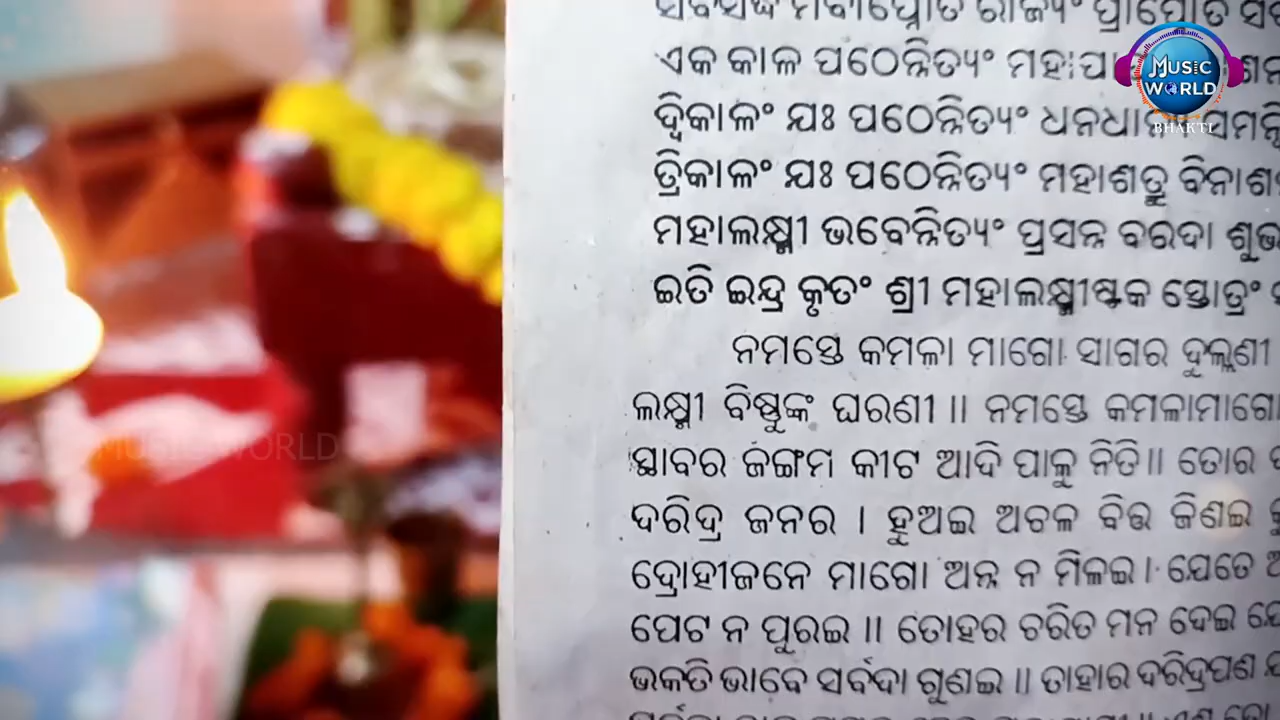 ଏକ କାଳ ପଠେନ୍ନିତ୍ୟଂ
ଦ୍ୱିକାଳଂ ଯଃ ପଠେନ୍ନିତ୍ୟଂ
ତ୍ରିକାଳଂ ଯଃ ପଠେନ୍ନିତ୍ୟଂ ମହାଶତ୍ରୁ
ମହାଲକ୍ଷ୍ମୀ ଭବେନ୍ନିତ୍ୟଂ ପ୍ରସନ୍ନ ବରଦା
ଇତି ଇନ୍ଦ୍ର କୃତଂ ଶ୍ରୀ ମହାଲକ୍ଷ୍ମୀଷ୍ଟକ ସ୍ତୋତ୍ରଂ
ନମସ୍ତେ କମଳା ମାଗୋ ସାଗର ଦୁଲ୍ଲଣୀ
ଲକ୍ଷ୍ମୀ ବିଷ୍ଣୁଙ୍କ ଘରଣୀ ॥ ନମସ୍ତେ କମଳାମାଗୋ
ସ୍ଥାବର ଜଙ୍ଗମ କୀଟ ଆଦି ପାଳୁ ନିତି ॥ ତୋର
ଦରିଦ୍ର ଜନର । ହୁଅଇ ଅଚଳ ବିତ୍ତ ଜିଣଇ
ଦ୍ରୋହୀଜନେ ମାଗୋ ଅନ୍ନ ନ ମିଳଇ । ଯେତେ
ପେଟ ନ ପୁରଇ ॥ ତୋହର ଚରିତ ମନ ଦେଇ
ଭକତି ଭାବେ ସର୍ବଦା ଗୁଣଇ ॥ ତାହାର ଦରିଦ୍ରପଣ
MUSIC WORLD
BHAKTI
MUSIC WORLD